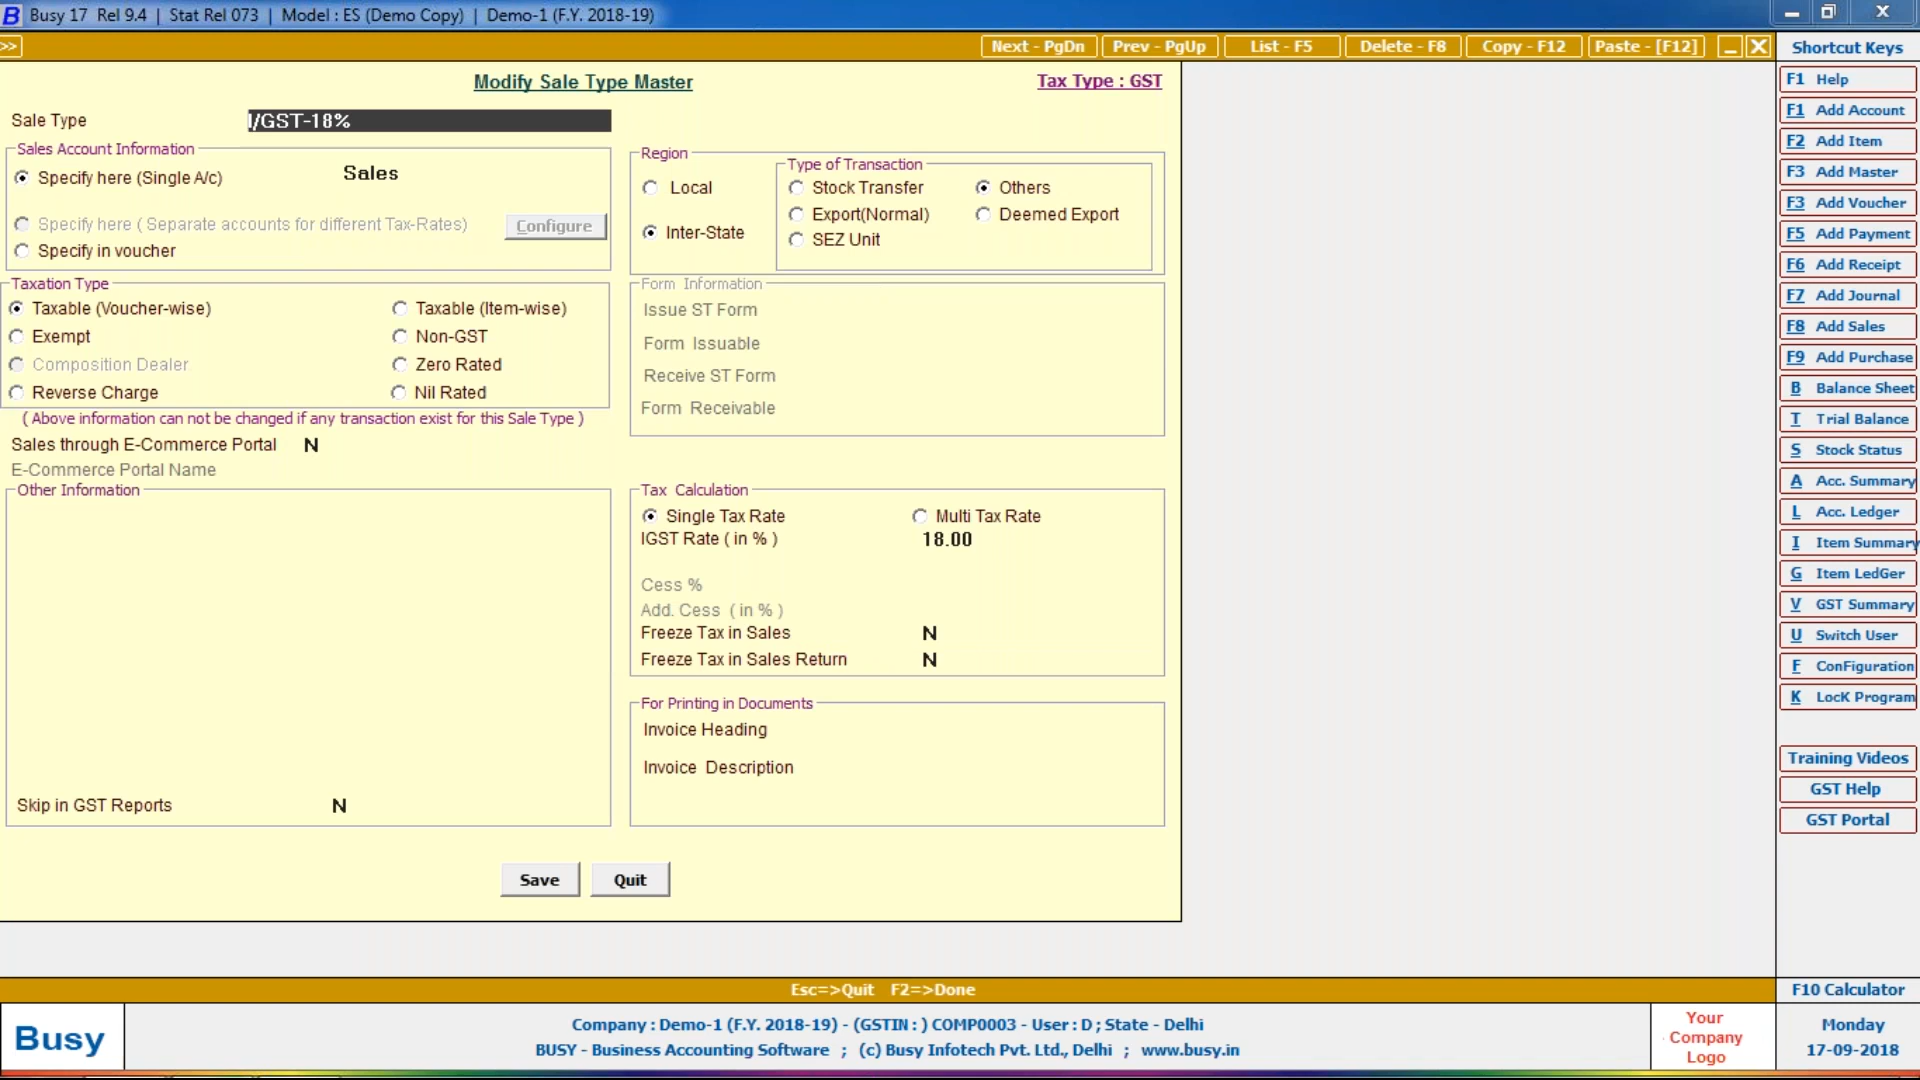 B Busy 17 Rel 9.4 | Stat Rel 073 | Model : ES (Demo Copy) | Demo-1 (F.Y. 2018-19)
>> Next - PgDn Prev - PgUp List - F5 Delete - F8 Copy - F12 Paste - [F12]
Modify Sale Type Master
Tax Type : GST
Sale Type I/GST-18%
Sales Account Information
Specify here (Single A/c) Sales
Specify here ( Separate accounts for different Tax-Rates) Configure
Specify in voucher
Region
Local
Inter-State
Type of Transaction
Stock Transfer Others
Export(Normal) Deemed Export
SEZ Unit
Taxation Type
Taxable (Voucher-wise) Taxable (Item-wise)
Exempt Non-GST
Composition Dealer Zero Rated
Reverse Charge Nil Rated
( Above information can not be changed if any transaction exist for this Sale Type )
Form Information
Issue ST Form
Form Issuable
Receive ST Form
Form Receivable
Sales through E-Commerce Portal N
E-Commerce Portal Name
Other Information
Skip in GST Reports N
Tax Calculation
Single Tax Rate Multi Tax Rate
IGST Rate ( in % ) 18.00
Cess %
Add. Cess ( in % )
Freeze Tax in Sales N
Freeze Tax in Sales Return N
For Printing in Documents
Invoice Heading
Invoice Description
Save Quit
Shortcut Keys
F1 Help
F1 Add Account
F2 Add Item
F3 Add Master
F3 Add Voucher
F5 Add Payment
F6 Add Receipt
F7 Add Journal
F8 Add Sales
F9 Add Purchase
B Balance Sheet
T Trial Balance
S Stock Status
A Acc. Summary
L Acc. Ledger
I Item Summary
G Item LedGer
V GST Summary
U Switch User
F ConFiguration
K LocK Program
Training Videos
GST Help
GST Portal
Esc=>Quit F2=>Done
F10 Calculator
Busy
Company : Demo-1 (F.Y. 2018-19) - (GSTIN : ) COMP0003 - User : D ; State - Delhi
BUSY - Business Accounting Software ; (c) Busy Infotech Pvt. Ltd., Delhi ; www.busy.in
Your
Company
Logo
Monday
17-09-2018